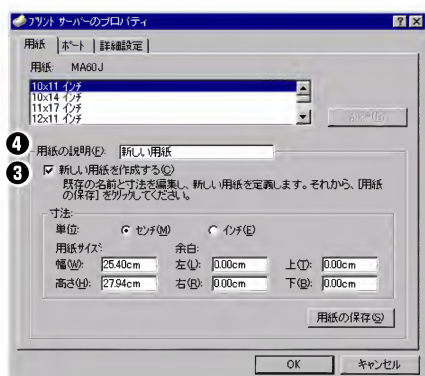 プリント サーバーのプロパティ
用紙 ポート 詳細設定
用紙: MA60J
10x11 インチ
10x14 インチ
11x17 インチ
12x11 インチ
削除(D)
4 用紙の説明(F): 新しい用紙
3 新しい用紙を作成する(C)
既存の名前と寸法を編集し、新しい用紙を定義します。それから、[用紙
の保存] をクリックしてください。
寸法:
単位: センチ(M) インチ(E)
用紙サイズ: 余白:
幅(W): 25.40cm 左(L): 0.00cm 上(T): 0.00cm
高さ(H): 27.94cm 右(R): 0.00cm 下(B): 0.00cm
用紙の保存(S)
OK キャンセル